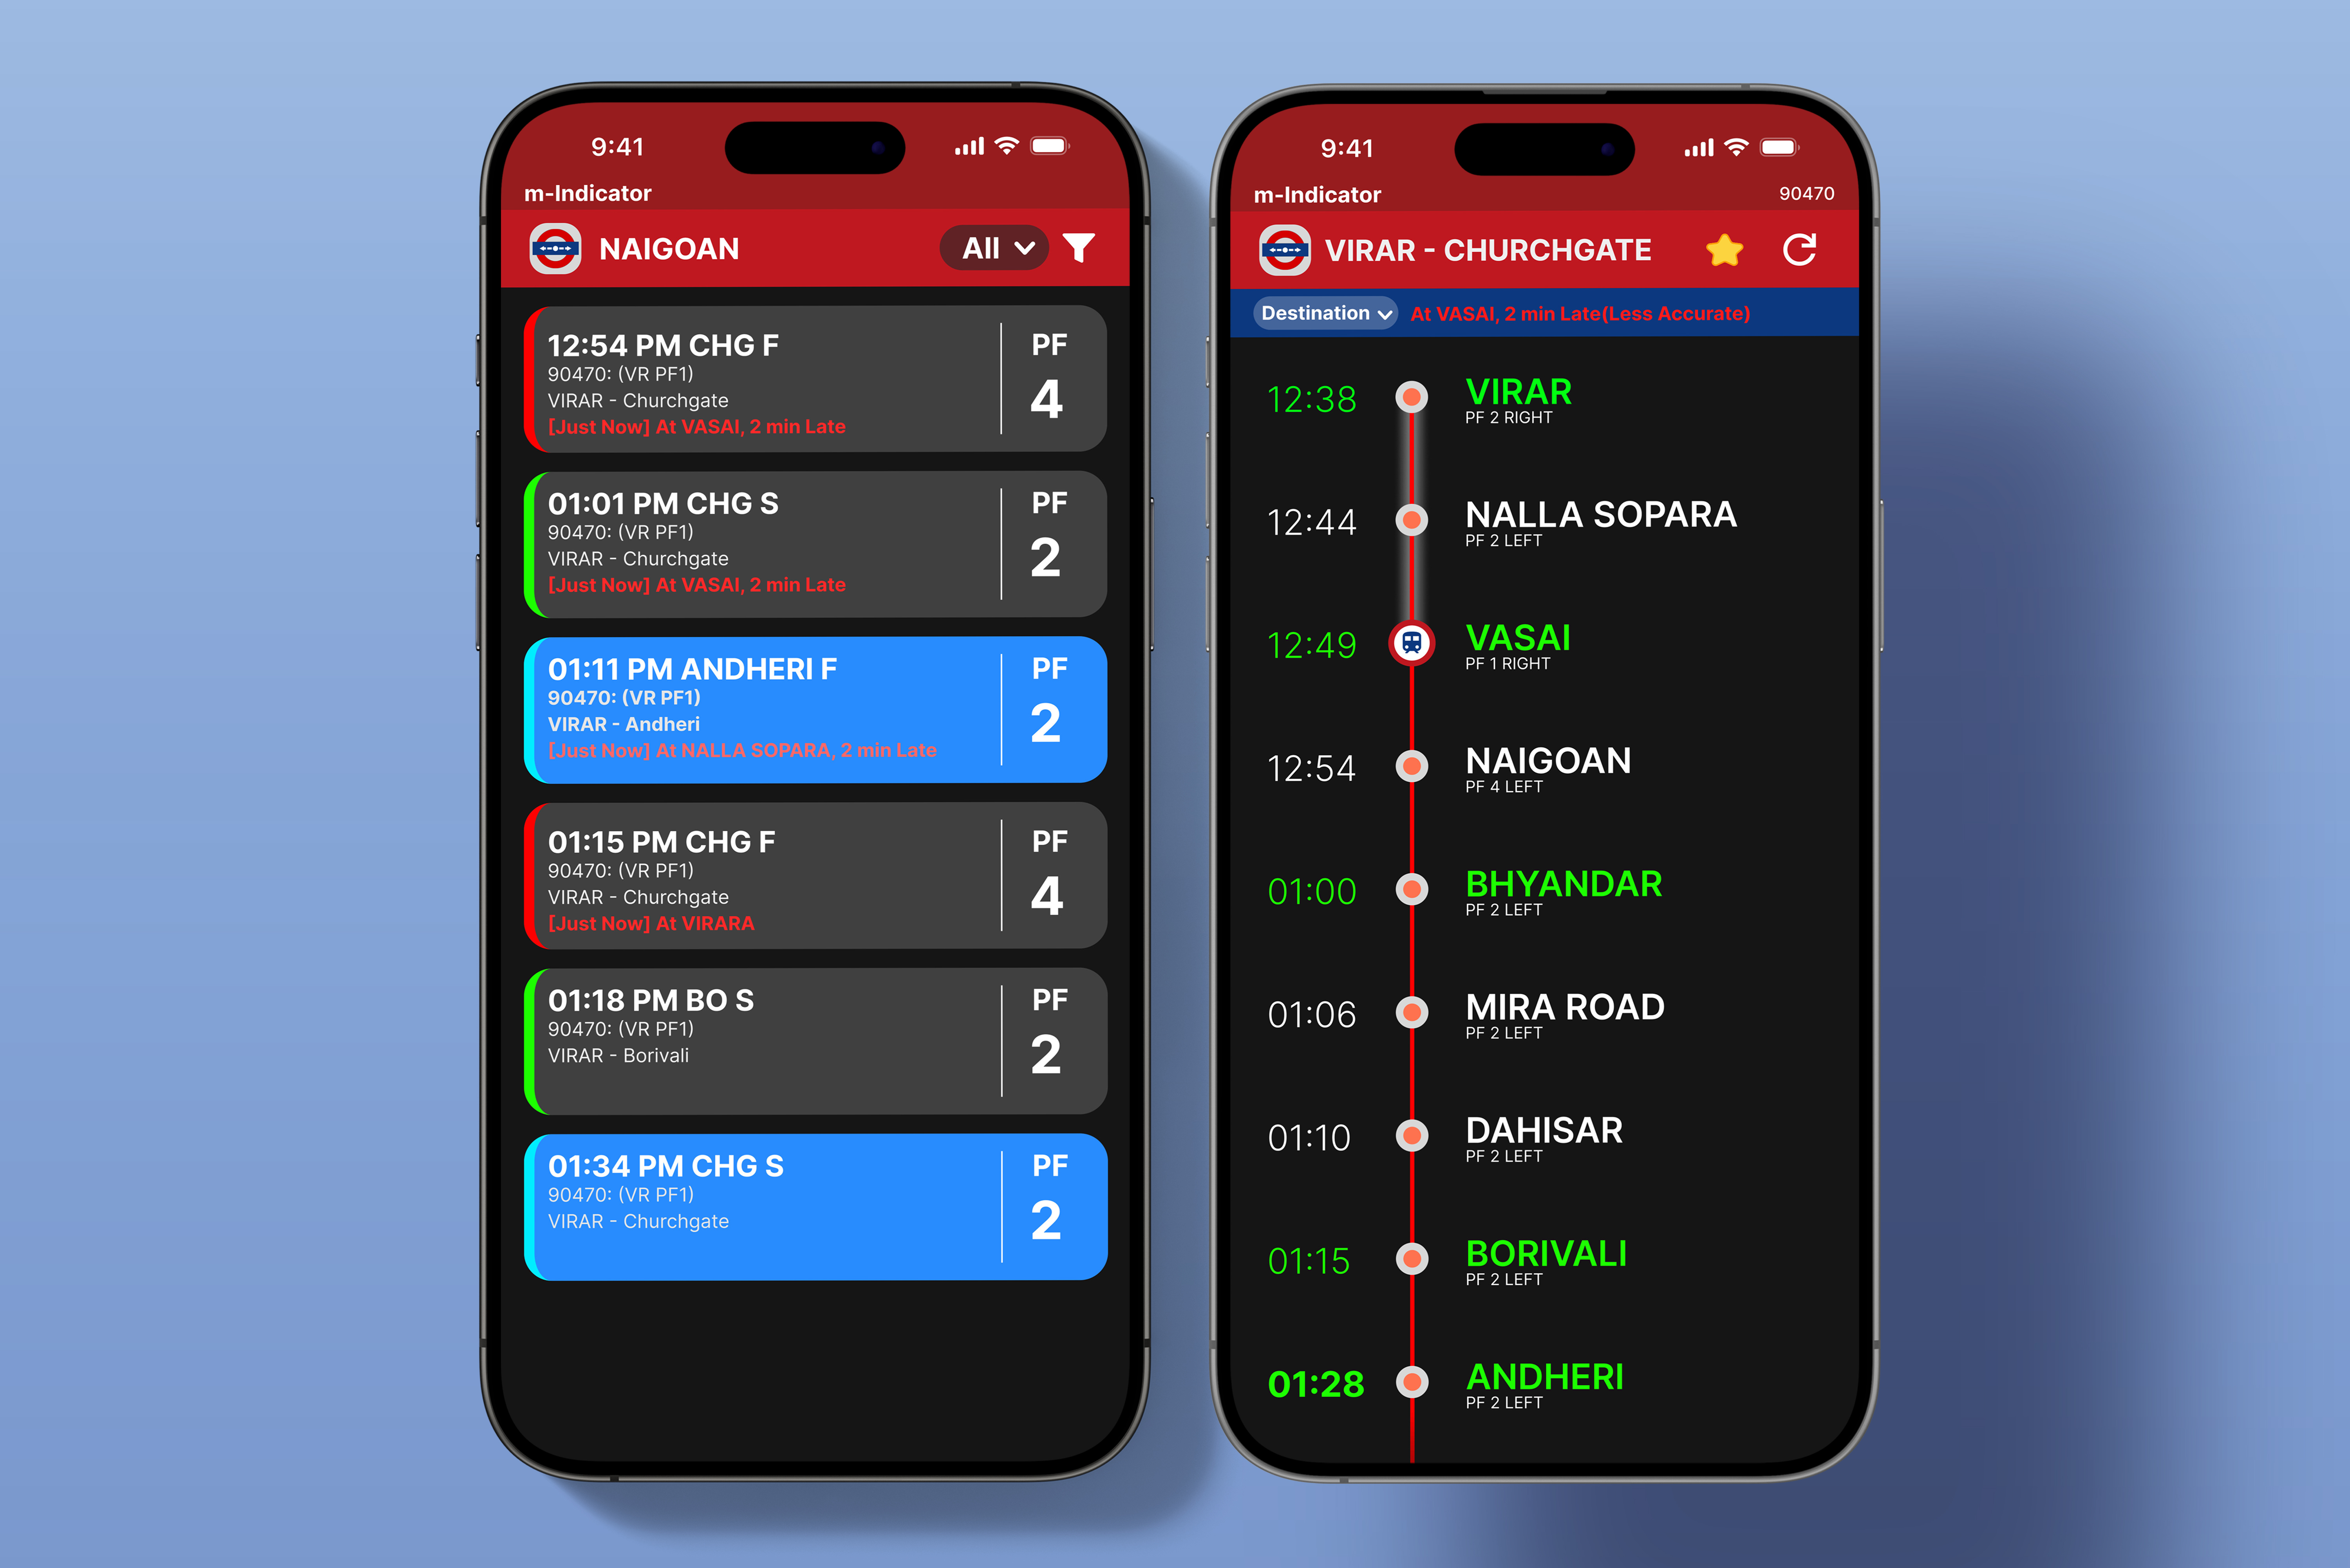 9:41
m-Indicator
NAIGOAN
All
12:54 PM CHG F
90470: (VR PF1)
VIRAR - Churchgate
[Just Now] At VASAI, 2 min Late
PF
4
01:01 PM CHG S
90470: (VR PF1)
VIRAR - Churchgate
[Just Now] At VASAI, 2 min Late
PF
2
01:11 PM ANDHERI F
90470: (VR PF1)
VIRAR - Andheri
[Just Now] At NALLA SOPARA, 2 min Late
PF
2
01:15 PM CHG F
90470: (VR PF1)
VIRAR - Churchgate
[Just Now] At VIRARA
PF
4
01:18 PM BO S
90470: (VR PF1)
VIRAR - Borivali
PF
2
01:34 PM CHG S
90470: (VR PF1)
VIRAR - Churchgate
PF
2
9:41
m-Indicator
90470
VIRAR - CHURCHGATE
Destination
At VASAI, 2 min Late(Less Accurate)
12:38
VIRAR
PF 2 RIGHT
12:44
NALLA SOPARA
PF 2 LEFT
12:49
VASAI
PF 1 RIGHT
12:54
NAIGOAN
PF 4 LEFT
01:00
BHYANDAR
PF 2 LEFT
01:06
MIRA ROAD
PF 2 LEFT
01:10
DAHISAR
PF 2 LEFT
01:15
BORIVALI
PF 2 LEFT
01:28
ANDHERI
PF 2 LEFT